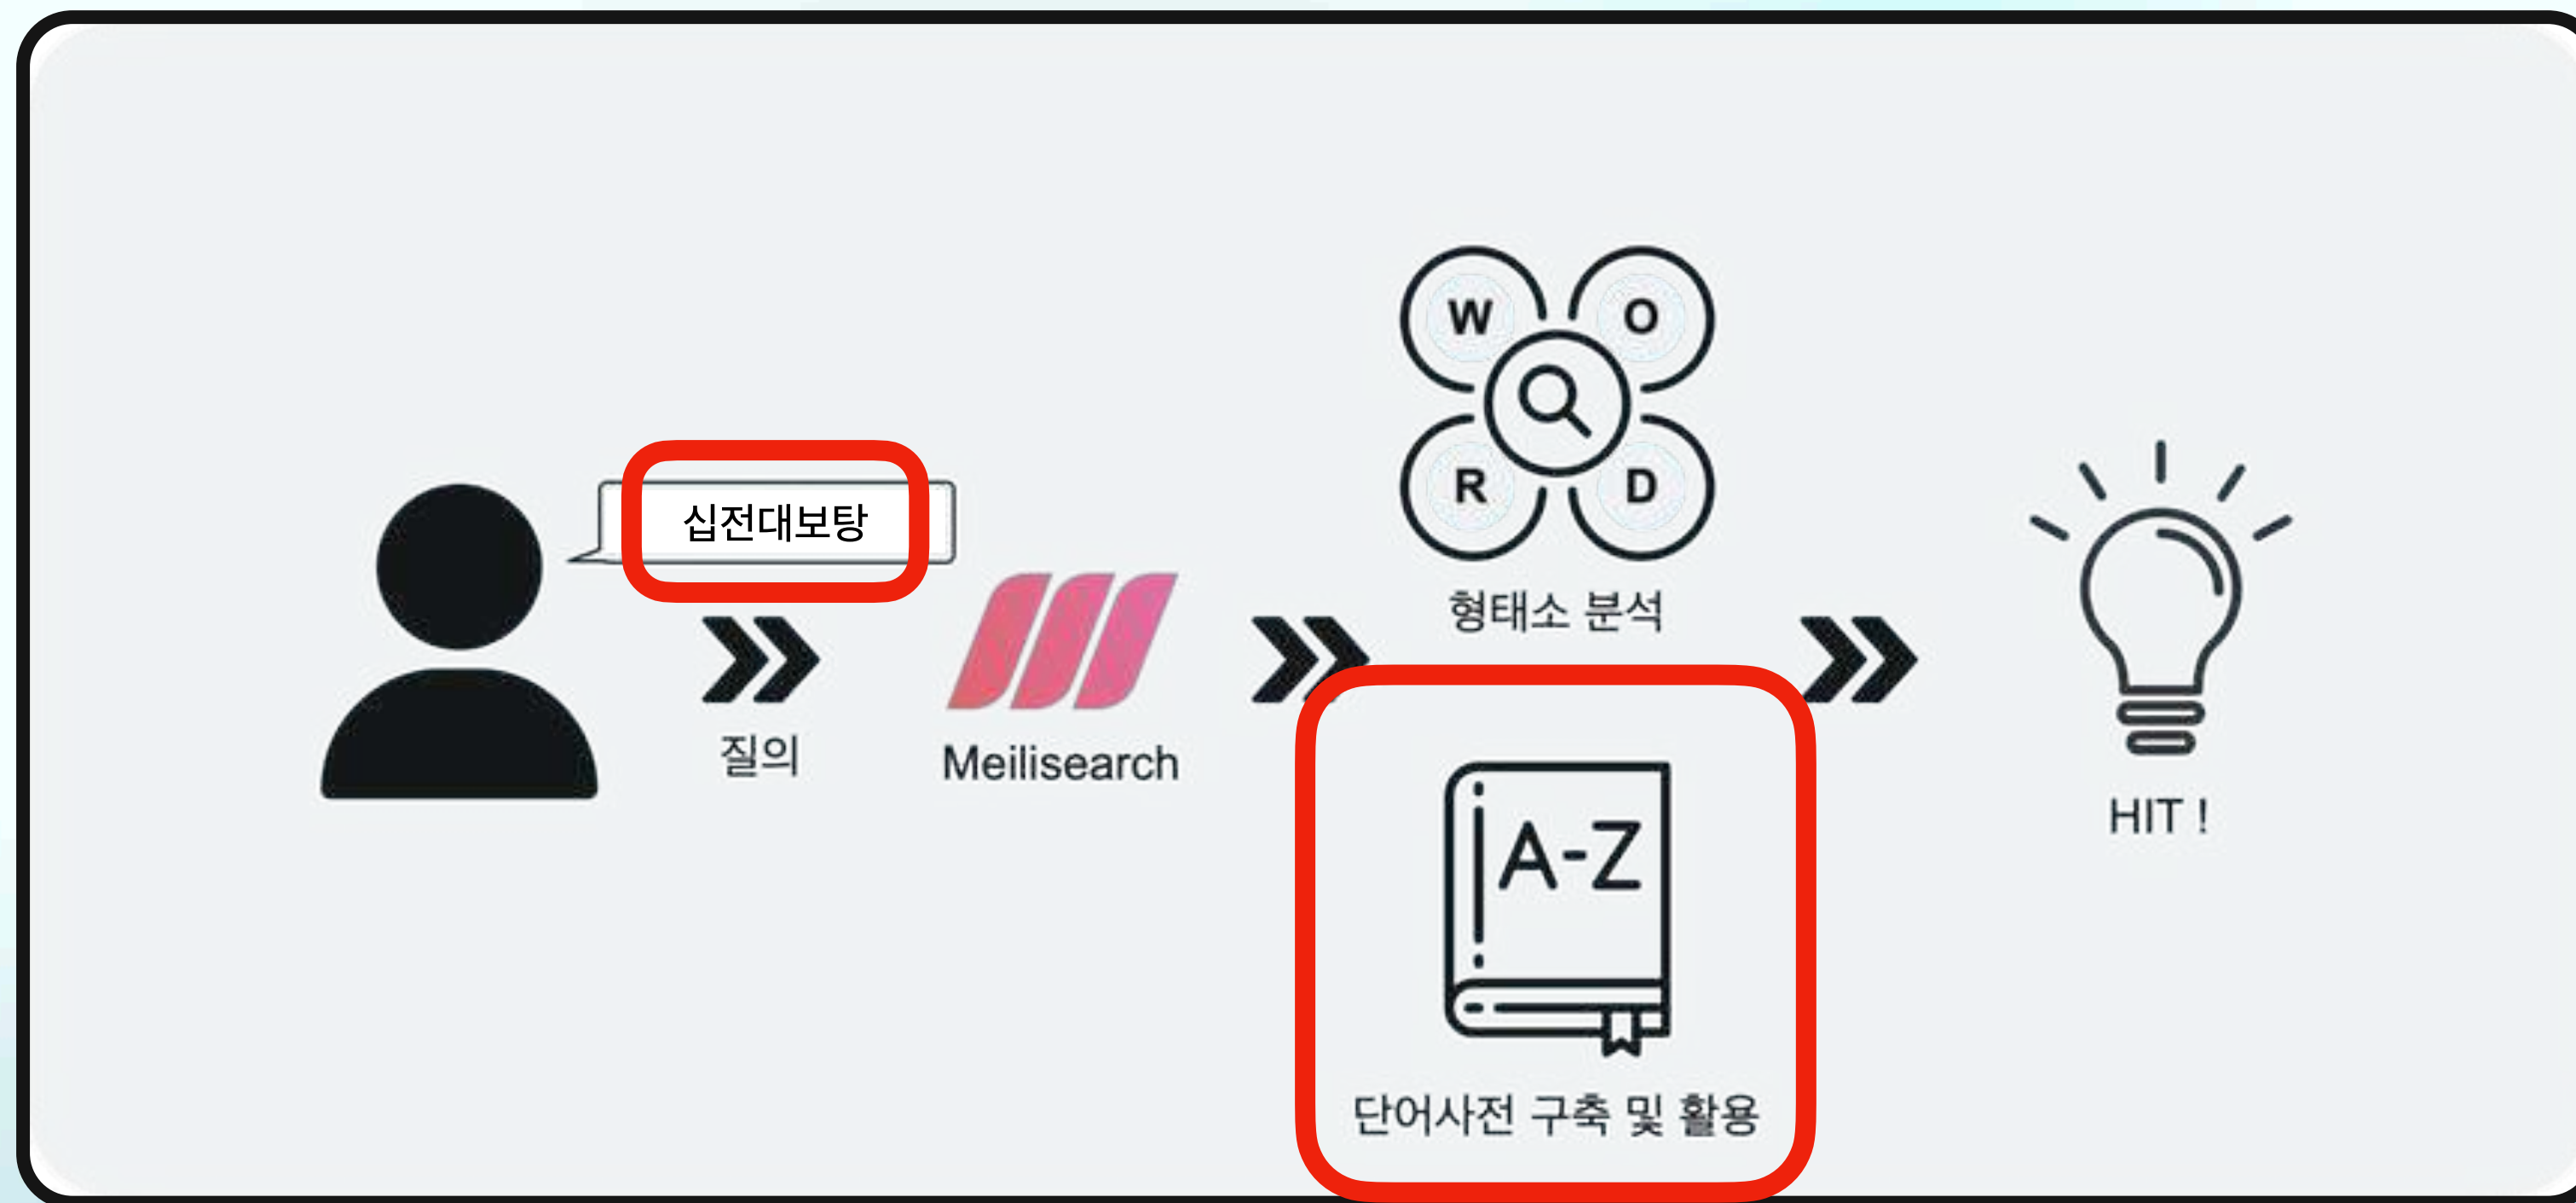 십전대보탕
질의
Meilisearch
W O
R D
형태소 분석
A-Z
단어사전 구축 및 활용
HIT !